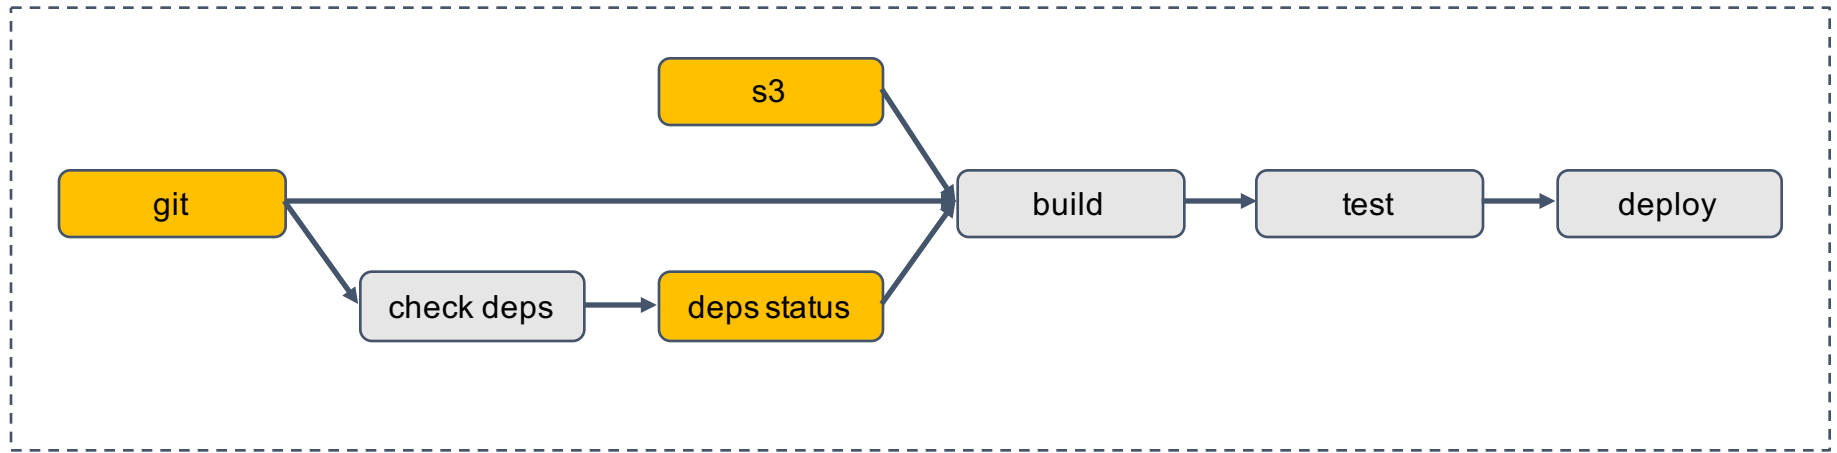 s3
git
build
test
deploy
check deps
deps status